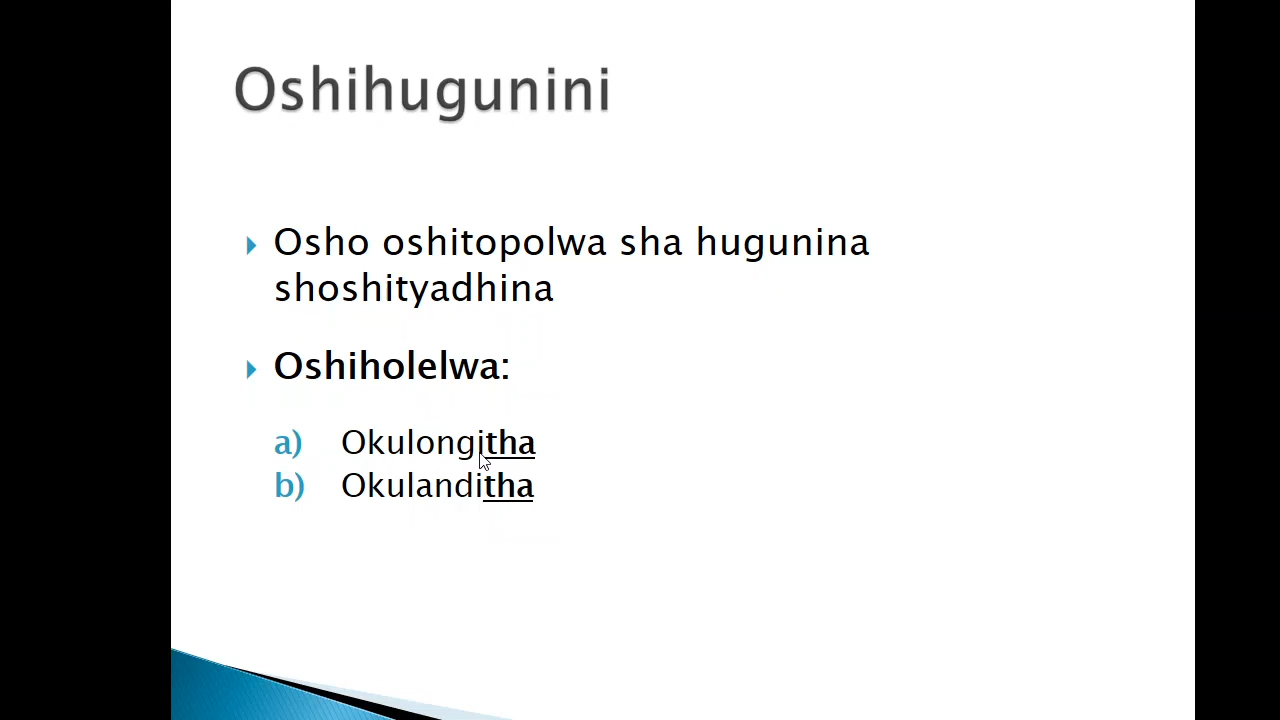 Oshihugunini
Osho oshitopolwa sha hugunina
shoshityadhina
Oshiholelwa:
a) Okulongitha
b) Okulanditha